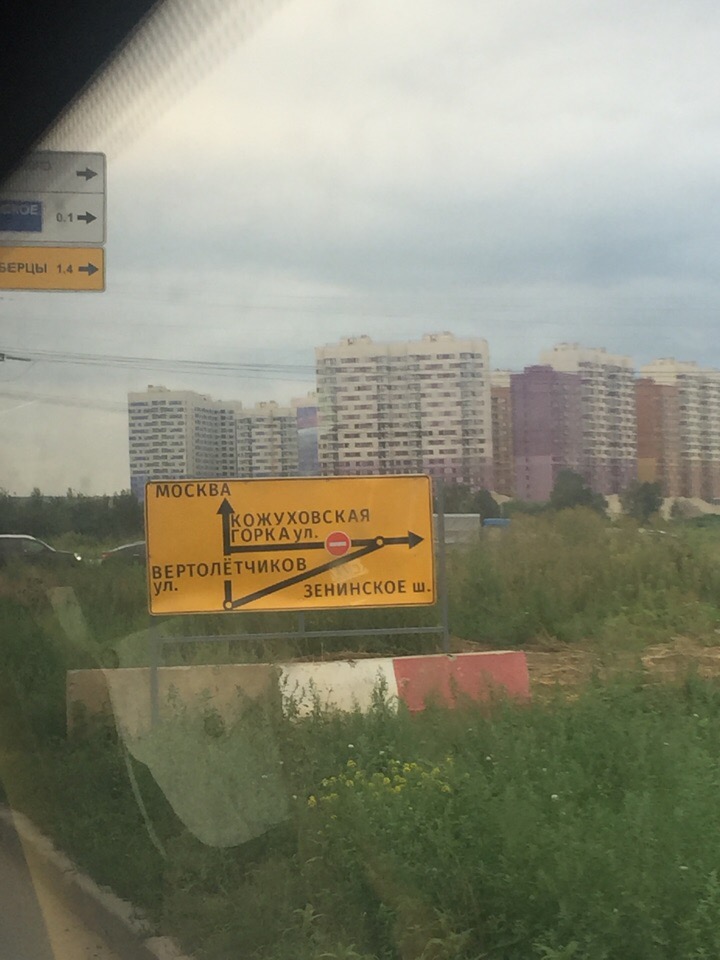 0.1
БЕРЦЫ 1.4
МОСКВА
КОЖУХОВСКАЯ
ГОРКА ул.
ВЕРТОЛЁТЧИКОВ
ул.
ЗЕНИНСКОЕ ш.